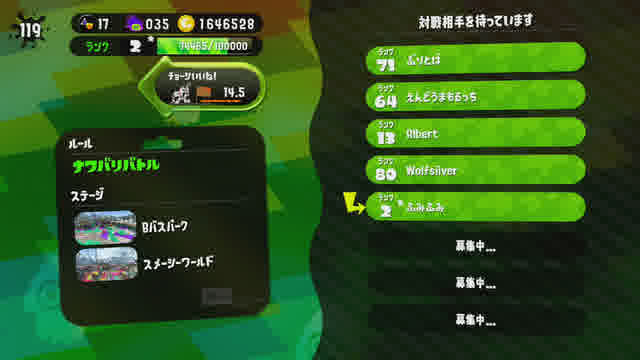 119
17 035 1646528
ランク 2★ 74485/100000
チョーシいいね!
14.5
ルール
ナワバリバトル
ステージ
Bバスパーク
スメーシーワールド
対戦相手を待っています
ランク 71 ぷりとぱ
ランク 64 えんどうまもるっち
ランク 13 Albert
ランク 80 Wolfsilver
ランク 2★ ふみふみ
募集中...
募集中...
募集中...